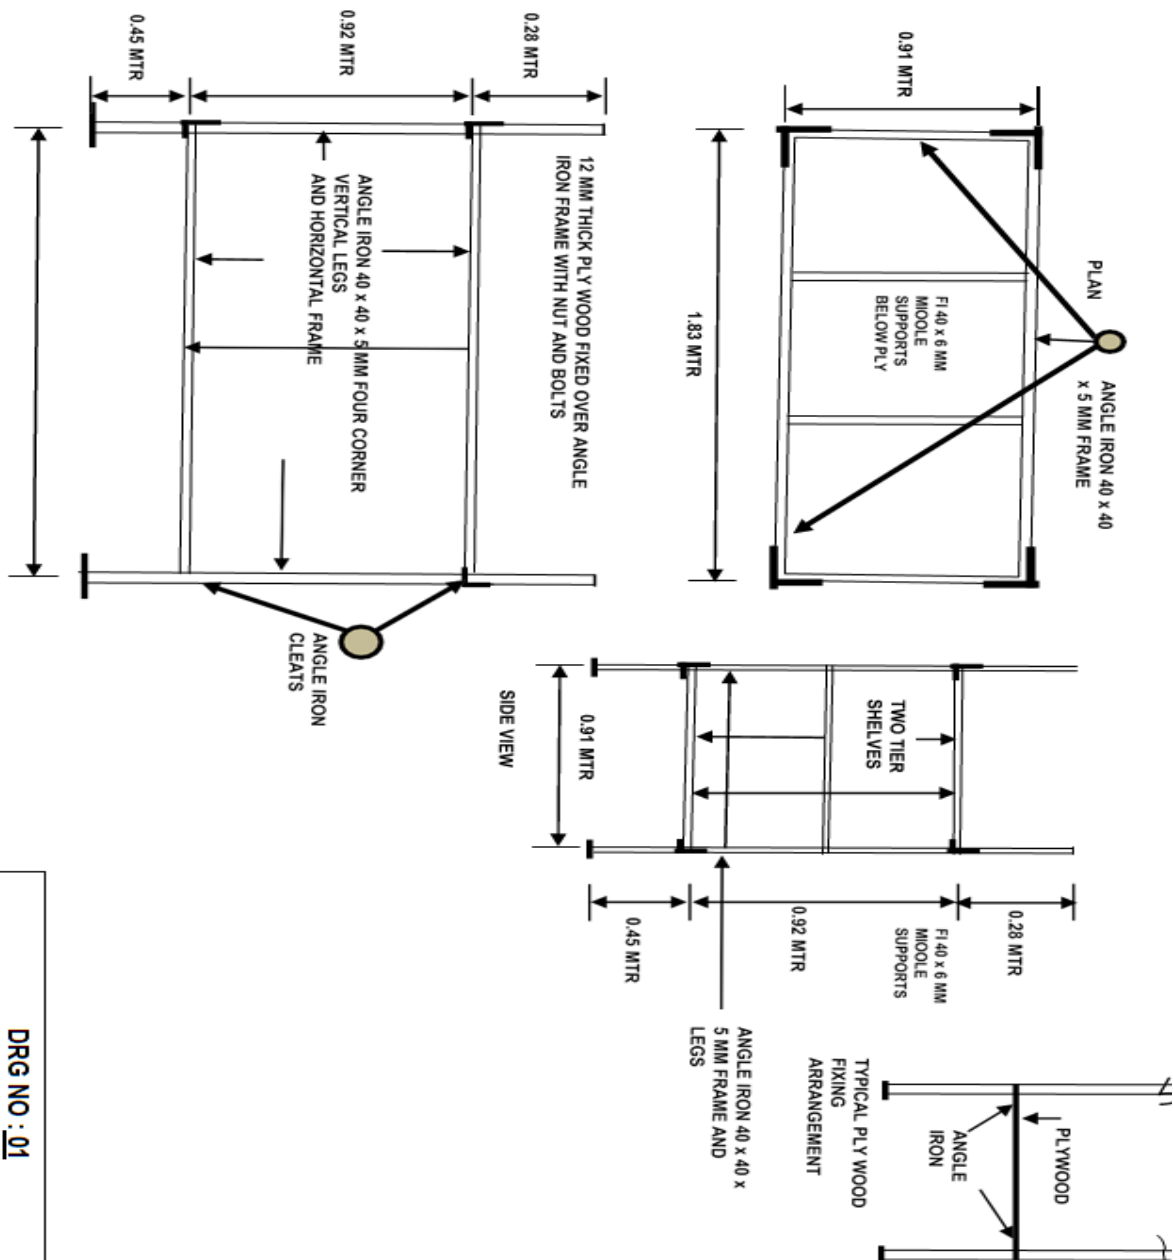 PLAN
ANGLE IRON 40 x 40
x 5 MM FRAME
0.91 MTR
FI 40 x 6 MM
MIOOLE
SUPPORTS
BELOW PLY
1.83 MTR
12 MM THICK PLY WOOD FIXED OVER ANGLE
IRON FRAME WITH NUT AND BOLTS
0.28 MTR
0.92 MTR
0.45 MTR
ANGLE IRON 40 x 40 x 5 MM FOUR CORNER
VERTICAL LEGS
AND HORIZONTAL FRAME
ANGLE IRON
CLEATS
TWO TIER
SHELVES
0.91 MTR
SIDE VIEW
0.28 MTR
FI 40 x 6 MM
MIOOLE
SUPPORTS
0.92 MTR
0.45 MTR
ANGLE IRON 40 x 40 x
5 MM FRAME AND
LEGS
PLYWOOD
ANGLE
IRON
TYPICAL PLY WOOD
FIXING
ARRANGEMENT
DRG NO : 01